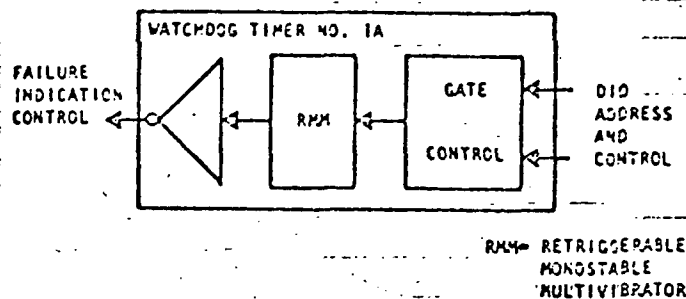 WATCHDOG TIMER NO. 1A
FAILURE
INDICATION
CONTROL
RMM
GATE
CONTROL
DIO
ADDRESS
AND
CONTROL
RMM= RETRIGGERABLE
MONOSTABLE
MULTIVIBRATOR